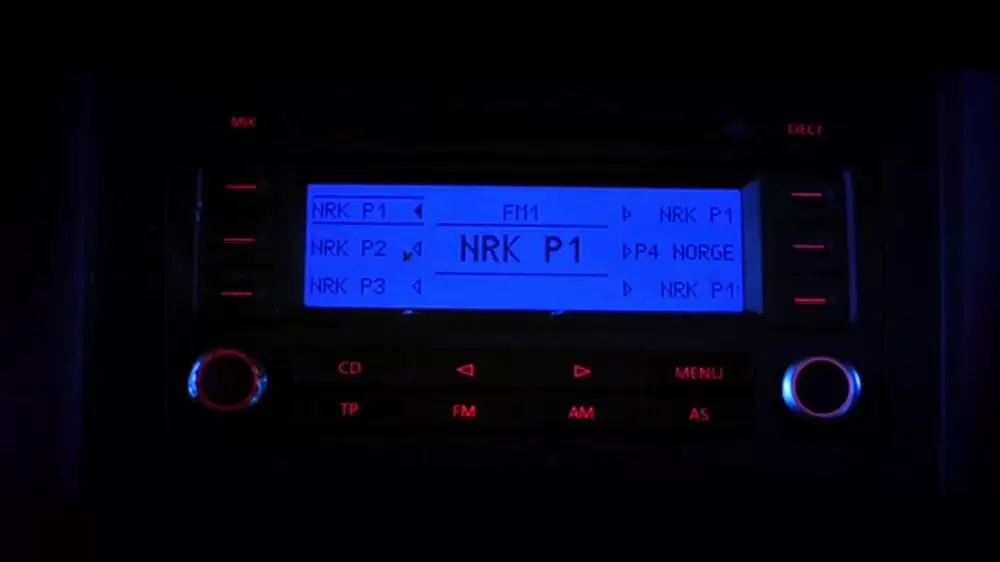 MIX
EJECT
NRK P1
FM1
NRK P1
NRK P2
NRK P1
P4 NORGE
NRK P3
NRK P1
CD
MENU
TP
FM
AM
AS